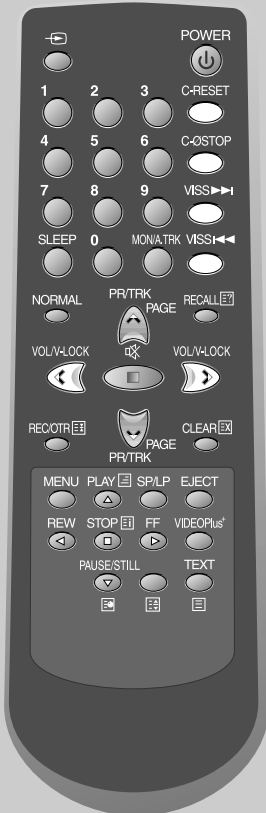 POWER
1 2 3 C-RESET
4 5 6 C-ØSTOP
7 8 9 VISS
SLEEP 0 MON/A.TRK VISS
NORMAL PR/TRK PAGE RECALL
VOL/V-LOCK VOL/V-LOCK
REC/OTR PAGE CLEAR
PR/TRK
MENU PLAY SP/LP EJECT
REW STOP FF VIDEOPlus+
PAUSE/STILL TEXT